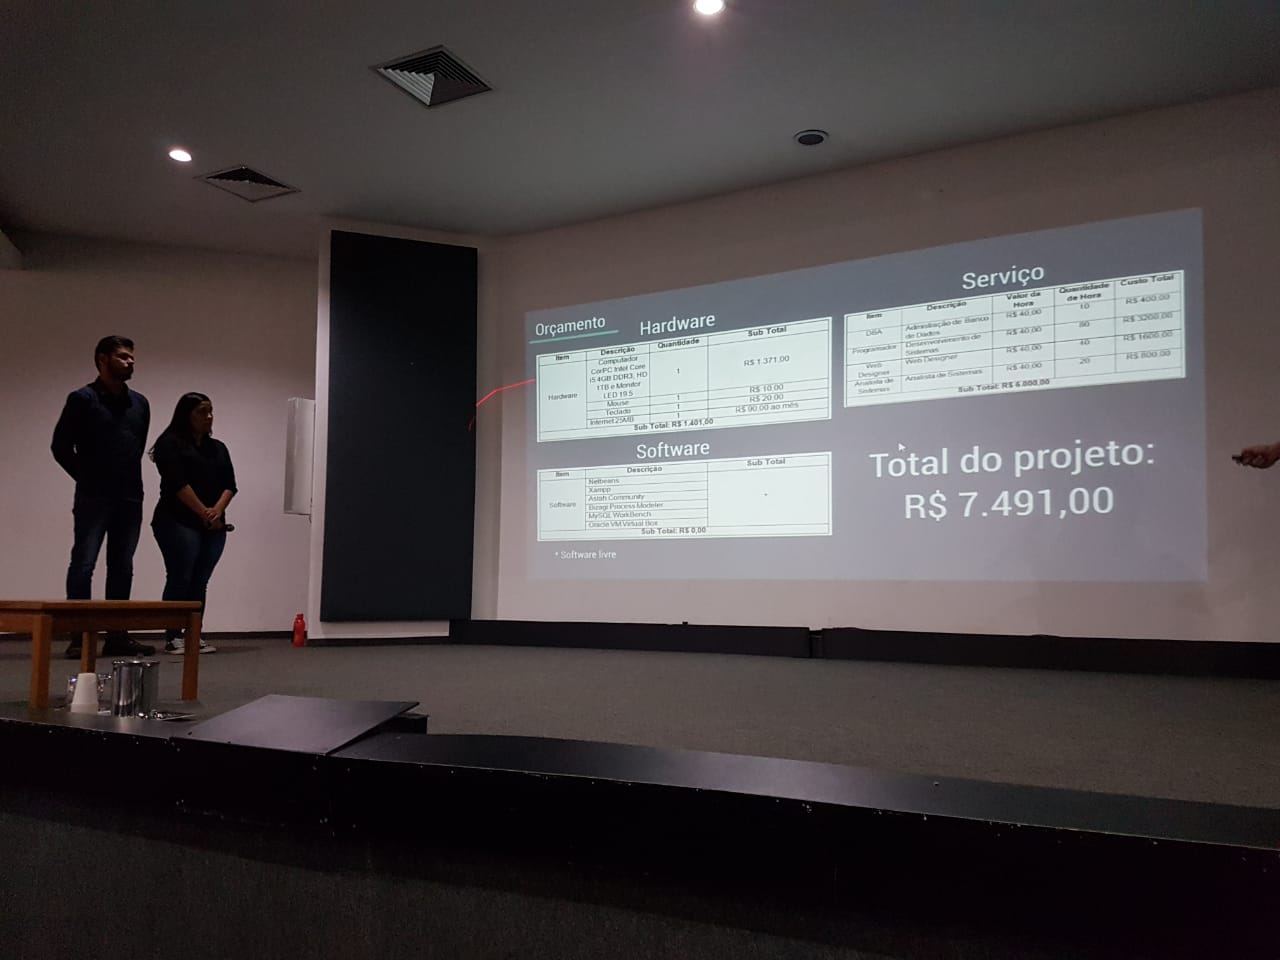 Orçamento
Hardware
Item Descrição Quantidade Sub Total
Hardware
Computador
CorPC Intel Core
i5 4GB DDR3, HD
1TB e Monitor
LED 19.5
1 R$ 1.371,00
Mouse 1 R$ 10,00
Teclado 1 R$ 20,00
Internet 25MB 1 R$ 90,00 ao mês
Sub Total: R$ 1.401,00
Software
Item Descrição Sub Total
Software
Netbeans
Xampp
Astah Community
Bizagi Process Modeler
MySQL WorkBench
Oracle VM Virtual Box
Sub Total: R$ 0,00
* Software livre
Serviço
Item Descrição Valor da Hora Quantidade de Hora Custo Total
DBA de Banco de Dados R$ 40,00 10 R$ 400,00
Programador Desenvolvimento de Sistemas R$ 40,00 80 R$ 3200,00
Web Designer Web Designer R$ 40,00 40 R$ 1600,00
Analista de Sistemas Analista de Sistemas R$ 40,00 20 R$ 800,00
Sub Total: R$ 6.000,00
Total do projeto:
R$ 7.491,00